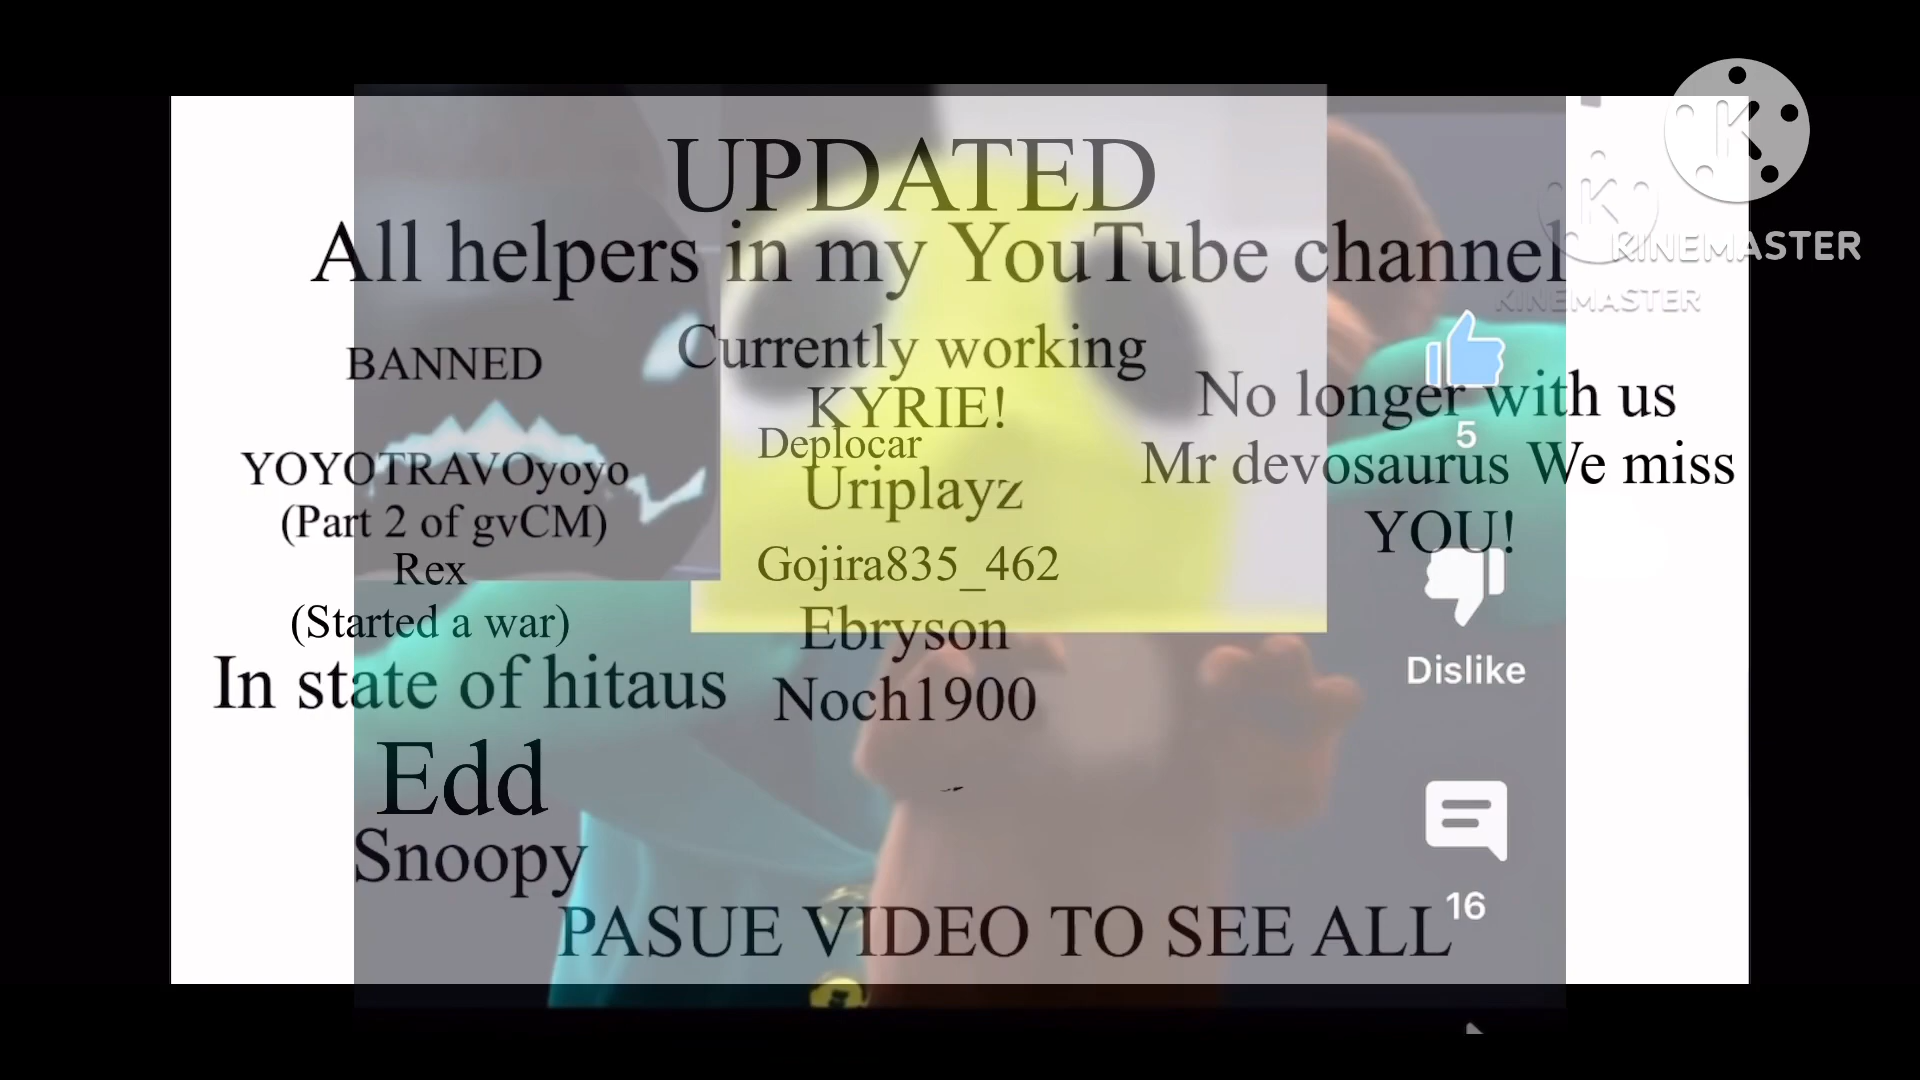 UPDATED
All helpers in my YouTube channel
BANNED
YOYOTRAVOyoyo
(Part 2 of gvCM)
Rex
(Started a war)
In state of hitaus
Edd
Snoopy
Currently working
KYRIE!
Deplocar
Uriplayz
Gojira835_462
Ebryson
Noch1900
No longer with us
Mr devosaurus We miss
YOU!
PASUE VIDEO TO SEE ALL
5
Dislike
16
KINEMASTER
KINEMASTER